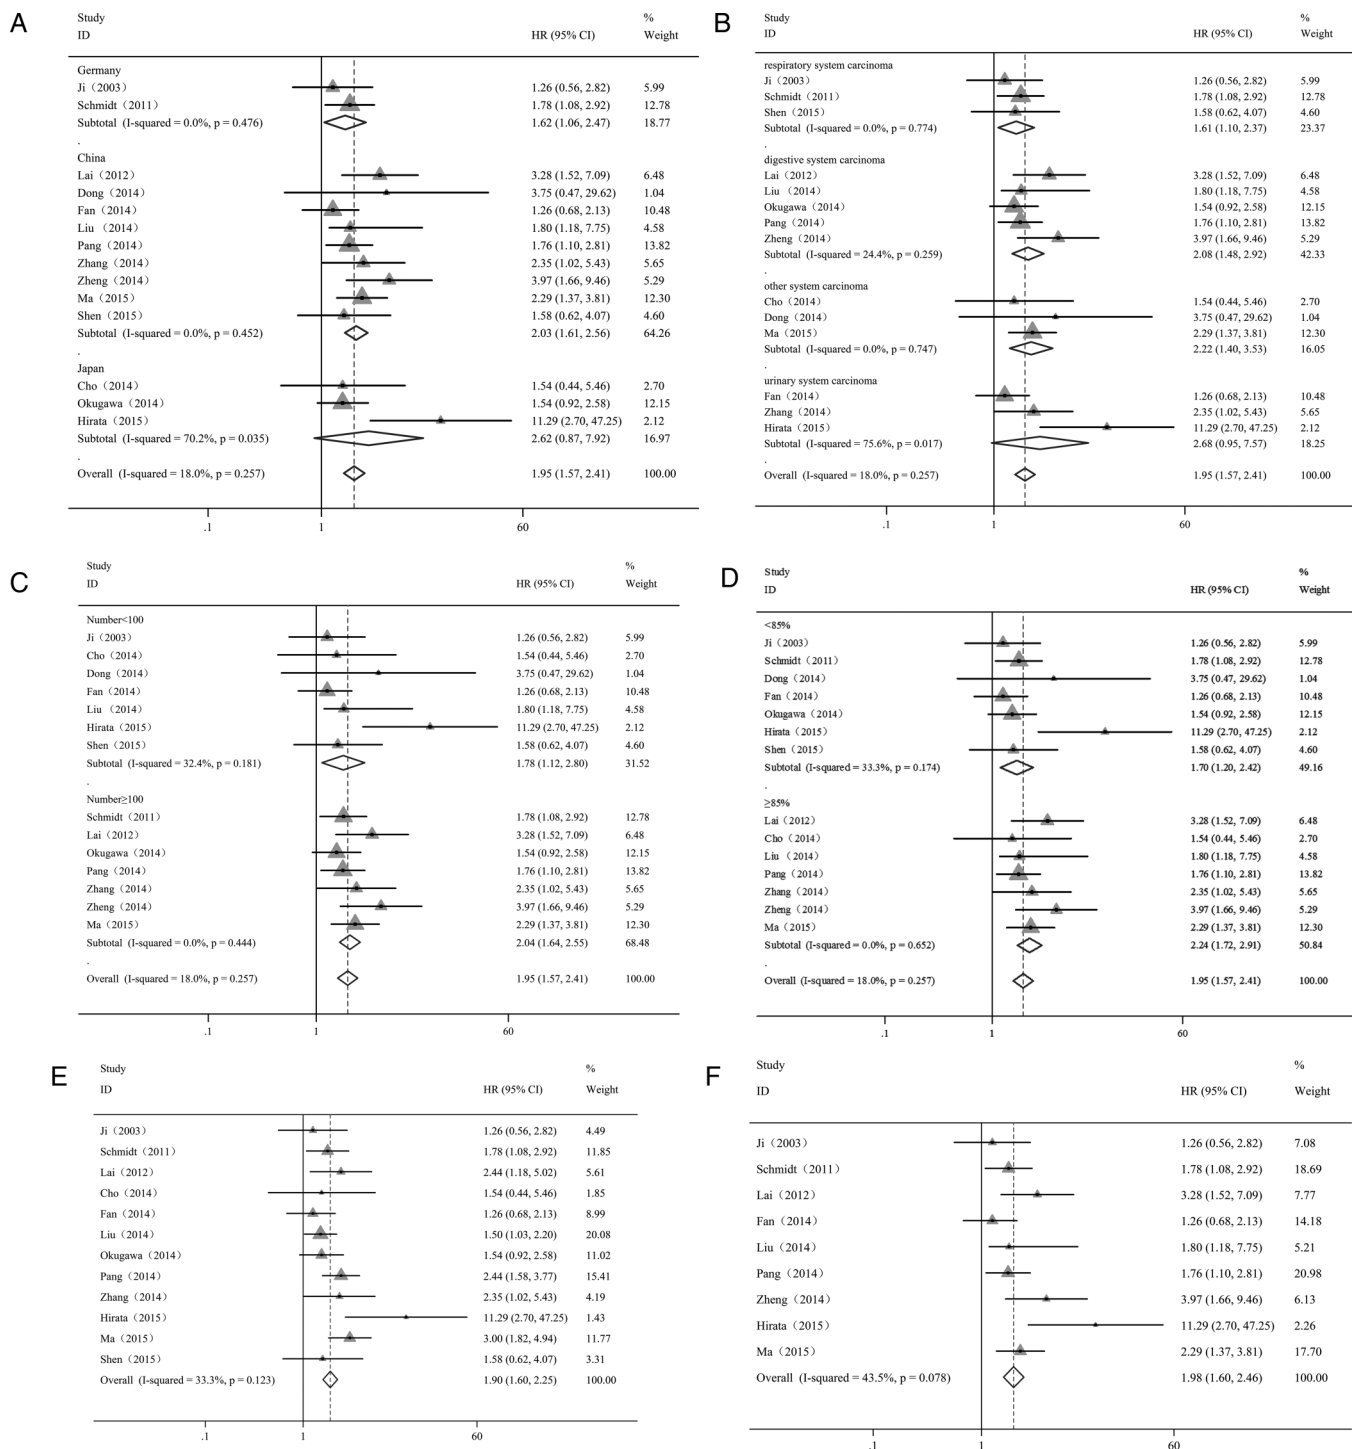 A
Study %
ID HR (95% CI) Weight
Germany
Ji（2003） 1.26 (0.56, 2.82) 5.99
Schmidt（2011） 1.78 (1.08, 2.92) 12.78
Subtotal (I-squared = 0.0%, p = 0.476) 1.62 (1.06, 2.47) 18.77
.
China
Lai（2012） 3.28 (1.52, 7.09) 6.48
Dong（2014） 3.75 (0.47, 29.62) 1.04
Fan（2014） 1.26 (0.68, 2.13) 10.48
Liu （2014） 1.80 (1.18, 7.75) 4.58
Pang（2014） 1.76 (1.10, 2.81) 13.82
Zhang（2014） 2.35 (1.02, 5.43) 5.65
Zheng（2014） 3.97 (1.66, 9.46) 5.29
Ma（2015） 2.29 (1.37, 3.81) 12.30
Shen（2015） 1.58 (0.62, 4.07) 4.60
Subtotal (I-squared = 0.0%, p = 0.452) 2.03 (1.61, 2.56) 64.26
.
Japan
Cho（2014） 1.54 (0.44, 5.46) 2.70
Okugawa（2014） 1.54 (0.92, 2.58) 12.15
Hirata（2015） 11.29 (2.70, 47.25) 2.12
Subtotal (I-squared = 70.2%, p = 0.035) 2.62 (0.87, 7.92) 16.97
.
Overall (I-squared = 18.0%, p = 0.257) 1.95 (1.57, 2.41) 100.00
.1 1 60
B
Study %
ID HR (95% CI) Weight
respiratory system carcinoma
Ji（2003） 1.26 (0.56, 2.82) 5.99
Schmidt（2011） 1.78 (1.08, 2.92) 12.78
Shen（2015） 1.58 (0.62, 4.07) 4.60
Subtotal (I-squared = 0.0%, p = 0.774) 1.61 (1.10, 2.37) 23.37
.
digestive system carcinoma
Lai（2012） 3.28 (1.52, 7.09) 6.48
Liu （2014） 1.80 (1.18, 7.75) 4.58
Okugawa（2014） 1.54 (0.92, 2.58) 12.15
Pang（2014） 1.76 (1.10, 2.81) 13.82
Zheng（2014） 3.97 (1.66, 9.46) 5.29
Subtotal (I-squared = 24.4%, p = 0.259) 2.08 (1.48, 2.92) 42.33
.
other system carcinoma
Cho（2014） 1.54 (0.44, 5.46) 2.70
Dong（2014） 3.75 (0.47, 29.62) 1.04
Ma（2015） 2.29 (1.37, 3.81) 12.30
Subtotal (I-squared = 0.0%, p = 0.747) 2.22 (1.40, 3.53) 16.05
.
urinary system carcinoma
Fan（2014） 1.26 (0.68, 2.13) 10.48
Zhang（2014） 2.35 (1.02, 5.43) 5.65
Hirata（2015） 11.29 (2.70, 47.25) 2.12
Subtotal (I-squared = 75.6%, p = 0.017) 2.68 (0.95, 7.57) 18.25
.
Overall (I-squared = 18.0%, p = 0.257) 1.95 (1.57, 2.41) 100.00
.1 1 60
C
Study %
ID HR (95% CI) Weight
Number<100
Ji（2003） 1.26 (0.56, 2.82) 5.99
Cho（2014） 1.54 (0.44, 5.46) 2.70
Dong（2014） 3.75 (0.47, 29.62) 1.04
Fan（2014） 1.26 (0.68, 2.13) 10.48
Liu （2014） 1.80 (1.18, 7.75) 4.58
Hirata（2015） 11.29 (2.70, 47.25) 2.12
Shen（2015） 1.58 (0.62, 4.07) 4.60
Subtotal (I-squared = 32.4%, p = 0.181) 1.78 (1.12, 2.80) 31.52
.
Number≥100
Schmidt（2011） 1.78 (1.08, 2.92) 12.78
Lai（2012） 3.28 (1.52, 7.09) 6.48
Okugawa（2014） 1.54 (0.92, 2.58) 12.15
Pang（2014） 1.76 (1.10, 2.81) 13.82
Zhang（2014） 2.35 (1.02, 5.43) 5.65
Zheng（2014） 3.97 (1.66, 9.46) 5.29
Ma（2015） 2.29 (1.37, 3.81) 12.30
Subtotal (I-squared = 0.0%, p = 0.444) 2.04 (1.64, 2.55) 68.48
.
Overall (I-squared = 18.0%, p = 0.257) 1.95 (1.57, 2.41) 100.00
.1 1 60
D
Study %
ID HR (95% CI) Weight
<85%
Ji（2003） 1.26 (0.56, 2.82) 5.99
Schmidt（2011） 1.78 (1.08, 2.92) 12.78
Dong（2014） 3.75 (0.47, 29.62) 1.04
Fan（2014） 1.26 (0.68, 2.13) 10.48
Okugawa（2014） 1.54 (0.92, 2.58) 12.15
Hirata（2015） 11.29 (2.70, 47.25) 2.12
Shen（2015） 1.58 (0.62, 4.07) 4.60
Subtotal (I-squared = 33.3%, p = 0.174) 1.70 (1.20, 2.42) 49.16
.
≥85%
Lai（2012） 3.28 (1.52, 7.09) 6.48
Cho（2014） 1.54 (0.44, 5.46) 2.70
Liu （2014） 1.80 (1.18, 7.75) 4.58
Pang（2014） 1.76 (1.10, 2.81) 13.82
Zhang（2014） 2.35 (1.02, 5.43) 5.65
Zheng（2014） 3.97 (1.66, 9.46) 5.29
Ma（2015） 2.29 (1.37, 3.81) 12.30
Subtotal (I-squared = 0.0%, p = 0.652) 2.24 (1.72, 2.91) 50.84
.
Overall (I-squared = 18.0%, p = 0.257) 1.95 (1.57, 2.41) 100.00
.1 1 60
E
Study %
ID HR (95% CI) Weight
Ji（2003） 1.26 (0.56, 2.82) 4.49
Schmidt（2011） 1.78 (1.08, 2.92) 11.85
Lai（2012） 2.44 (1.18, 5.02) 5.61
Cho（2014） 1.54 (0.44, 5.46) 1.85
Fan（2014） 1.26 (0.68, 2.13) 8.99
Liu（2014） 1.50 (1.03, 2.20) 20.08
Okugawa（2014） 1.54 (0.92, 2.58) 11.02
Pang（2014） 2.44 (1.58, 3.77) 15.41
Zhang（2014） 2.35 (1.02, 5.43) 4.19
Hirata（2015） 11.29 (2.70, 47.25) 1.43
Ma（2015） 3.00 (1.82, 4.94) 11.77
Shen（2015） 1.58 (0.62, 4.07) 3.31
Overall (I-squared = 33.3%, p = 0.123) 1.90 (1.60, 2.25) 100.00
.1 1 60
F
Study %
ID HR (95% CI) Weight
Ji（2003） 1.26 (0.56, 2.82) 7.08
Schmidt（2011） 1.78 (1.08, 2.92) 18.69
Lai（2012） 3.28 (1.52, 7.09) 7.77
Fan（2014） 1.26 (0.68, 2.13) 14.18
Liu（2014） 1.80 (1.18, 7.75) 5.21
Pang（2014） 1.76 (1.10, 2.81) 20.98
Zheng（2014） 3.97 (1.66, 9.46) 6.13
Hirata（2015） 11.29 (2.70, 47.25) 2.26
Ma（2015） 2.29 (1.37, 3.81) 17.70
Overall (I-squared = 43.5%, p = 0.078) 1.98 (1.60, 2.46) 100.00
.1 1 60